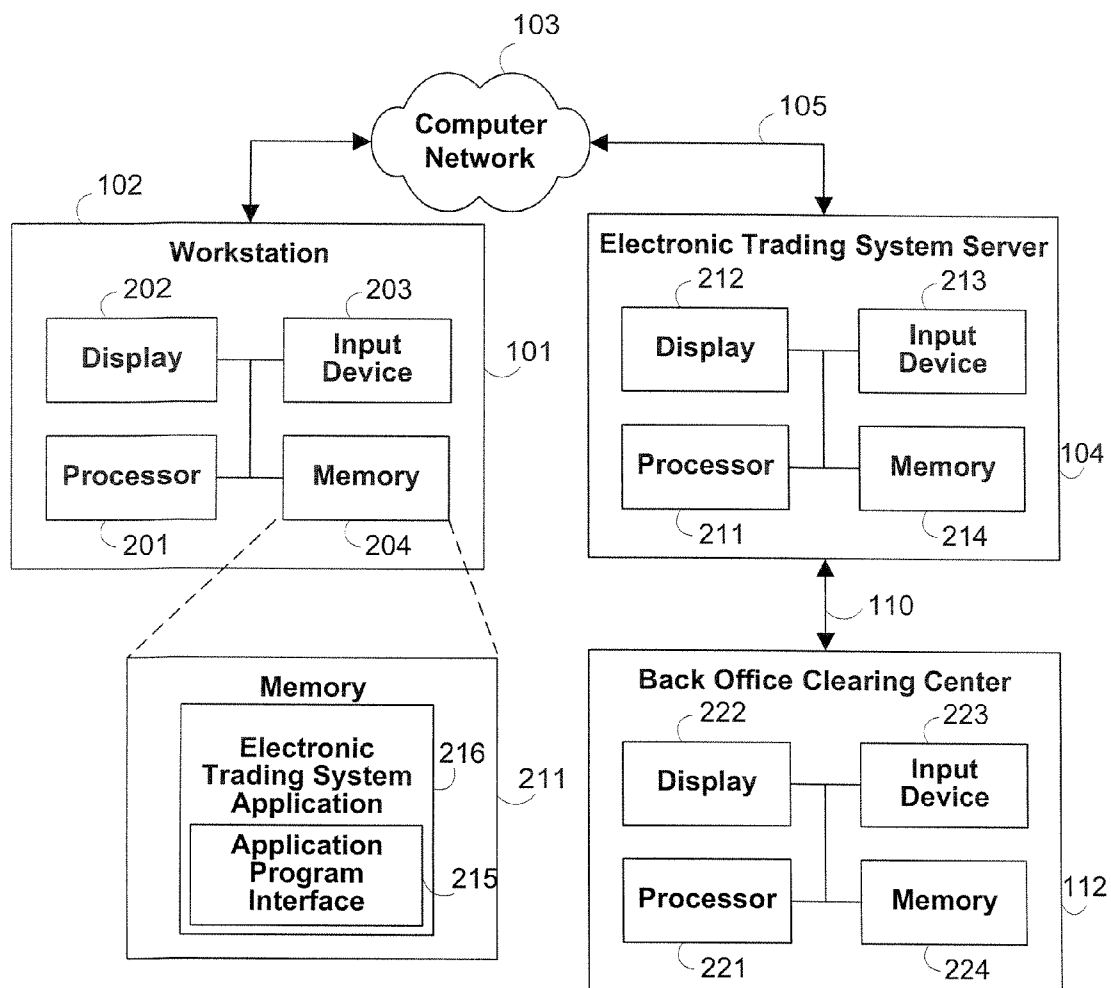 103
Computer
Network
105
102
Workstation
202
203
Display
Input
Device
101
Processor
Memory
201
204
Electronic Trading System Server
212
213
Display
Input
Device
Processor
Memory
104
211
214
110
Memory
Electronic
Trading System
Application
216
211
Application
Program
Interface
215
Back Office Clearing Center
222
223
Display
Input
Device
Processor
Memory
112
221
224